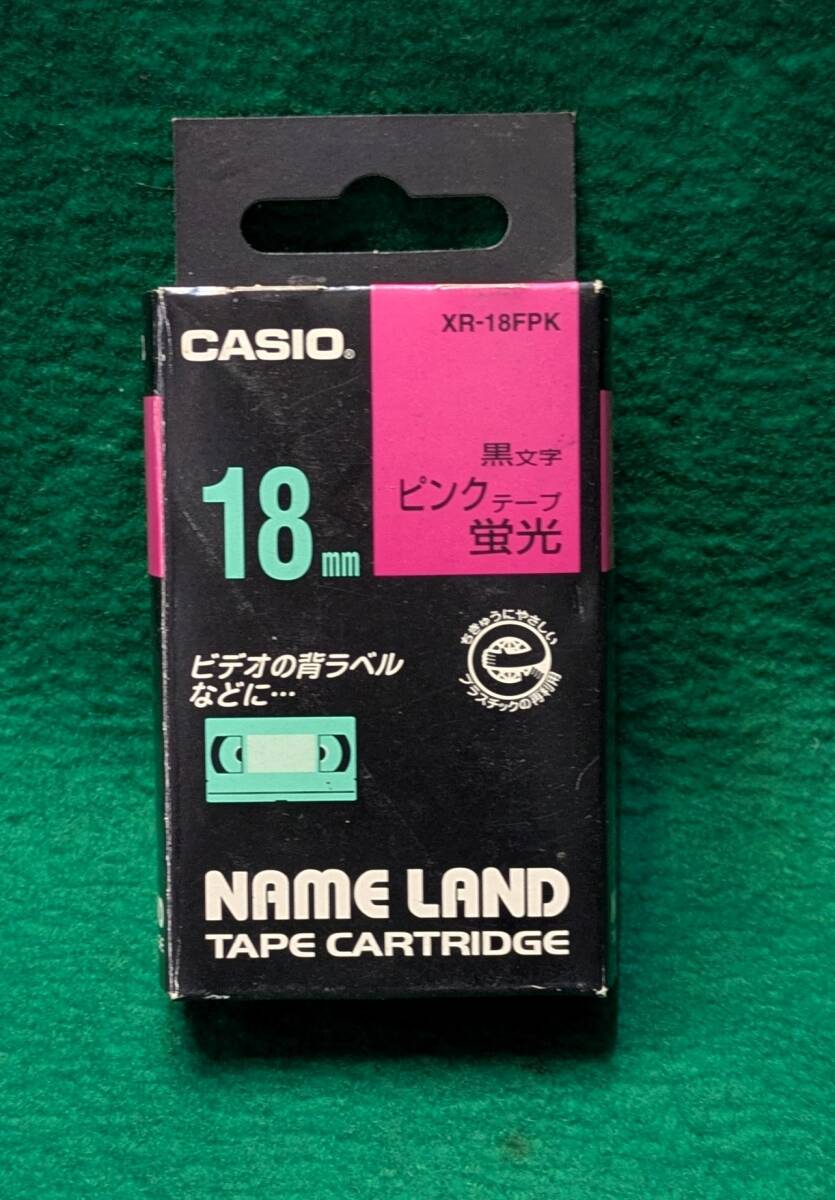 CASIO®
XR-18FPK
黒文字
ピンクテープ
蛍光
18mm
ちきゅうにやさしい
プラスチックの再利用
ビデオの背ラベル
などに…
NAME LAND
TAPE CARTRIDGE